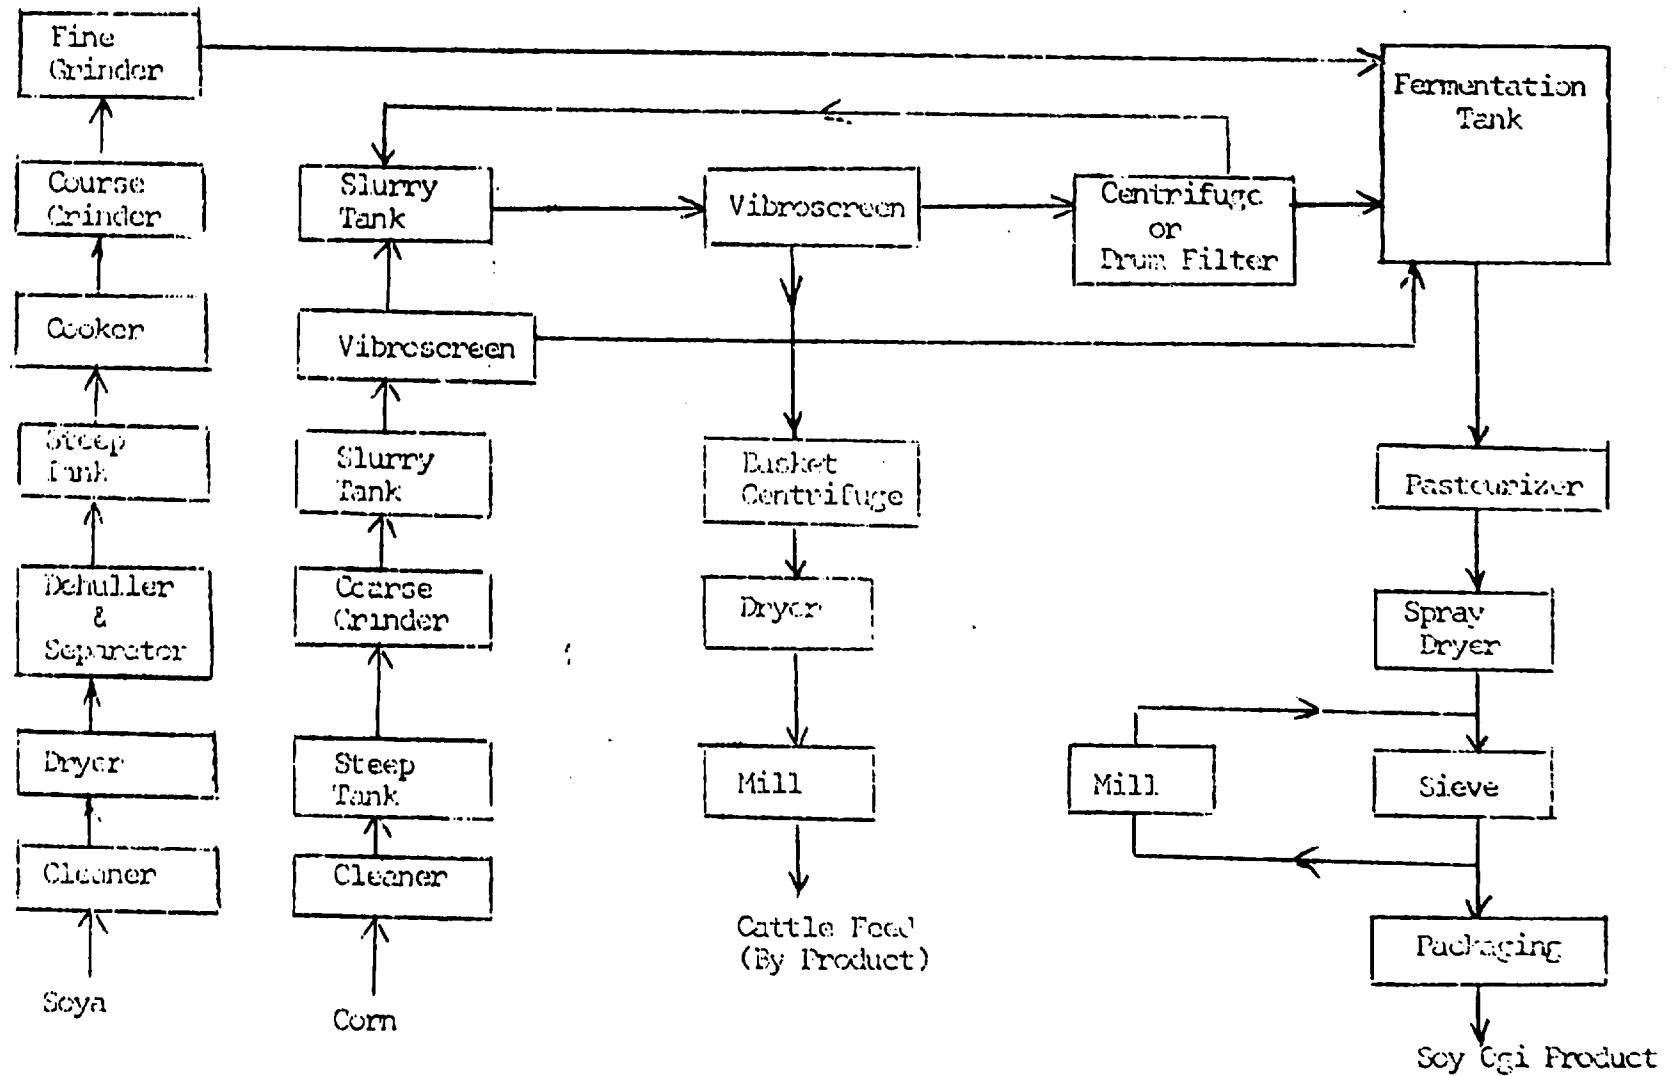 Fine
Grinder
Course
Grinder
Cooker
Steep
Tank
Dehuller
&
Separator
Dryer
Cleaner
Soya
Slurry
Tank
Vibroscreen
Slurry
Tank
Coarse
Grinder
Steep
Tank
Cleaner
Corn
Vibroscreen
Basket
Centrifuge
Dryer
Mill
Cattle Feed
(By Product)
Centrifuge
or
Drum Filter
Fermentation
Tank
Pasteurizer
Spray
Dryer
Mill
Sieve
Packaging
Soy Ogi Product